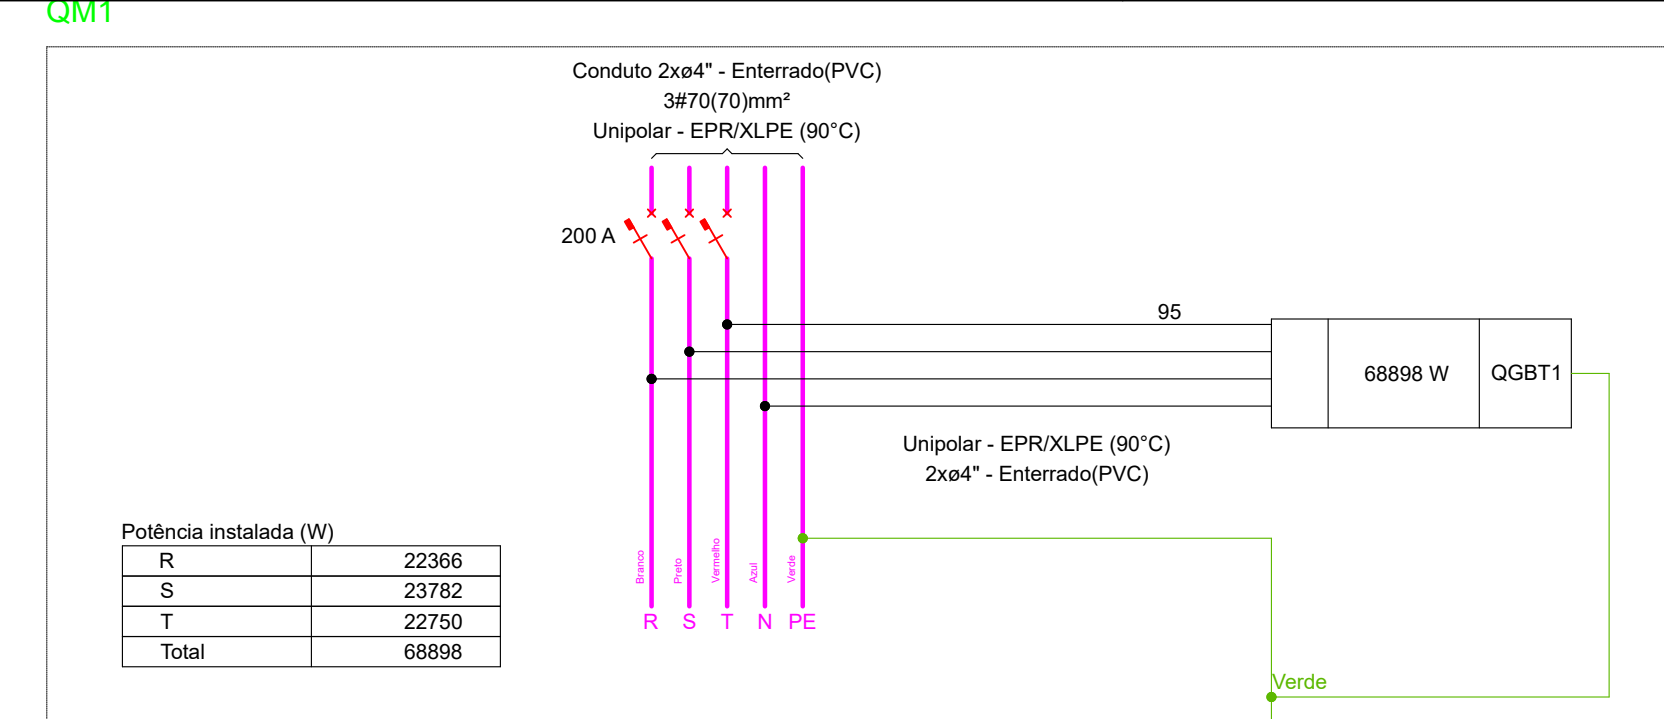 QM1
Conduto 2xø4" - Enterrado(PVC)
3#70(70)mm²
Unipolar - EPR/XLPE (90°C)
200 A
95
68898 W
QGBT1
Unipolar - EPR/XLPE (90°C)
2xø4" - Enterrado(PVC)
Potência instalada (W)
R 22366
S 23782
T 22750
Total 68898
Branco
Preto
Vermelho
Azul
Verde
R S T N PE
Verde